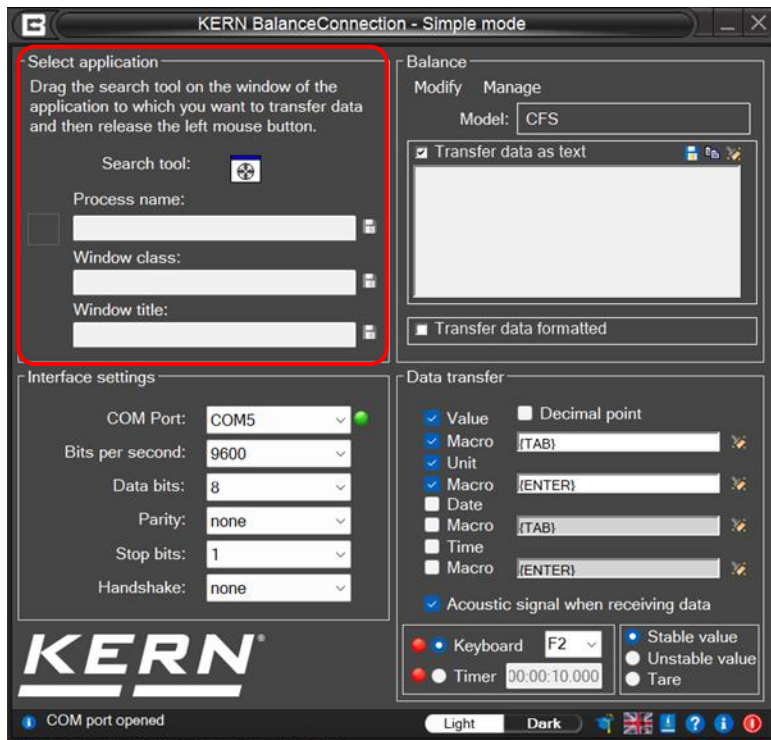 KERN BalanceConnection - Simple mode
Select application
Drag the search tool on the window of the
application to which you want to transfer data
and then release the left mouse button.
Search tool:
Process name:
Window class:
Window title:
Balance
Modify Manage
Model: CFS
Transfer data as text
Transfer data formatted
Interface settings
COM Port: COM5
Bits per second: 9600
Data bits: 8
Parity: none
Stop bits: 1
Handshake: none
Data transfer
Value Decimal point
Macro {TAB}
Unit
Macro {ENTER}
Date
Macro {TAB}
Time
Macro {ENTER}
Acoustic signal when receiving data
Keyboard F2
Timer 00:00:10.000
Stable value
Unstable value
Tare
KERN
COM port opened
Light Dark